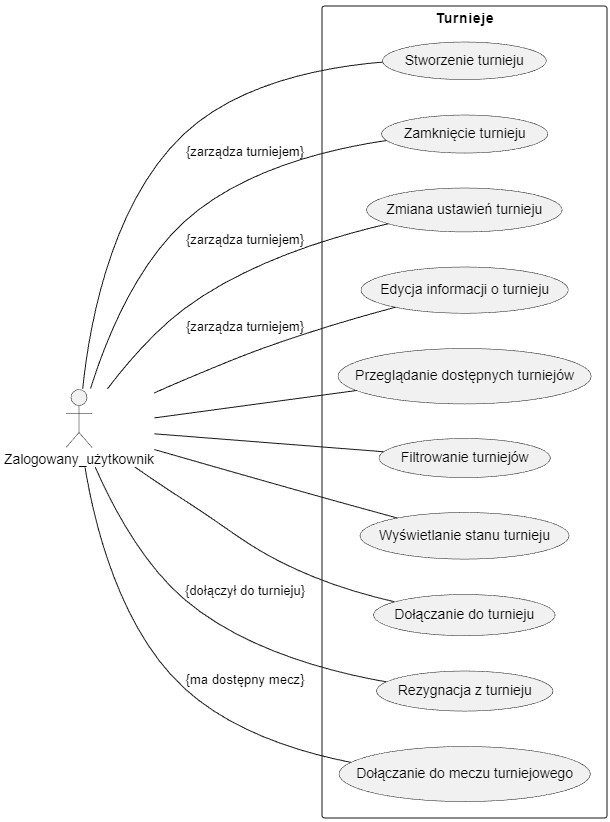 Turnieje
Stworzenie turnieju
Zamknięcie turnieju
{zarządza turniejem}
Zmiana ustawień turnieju
{zarządza turniejem}
Edycja informacji o turnieju
{zarządza turniejem}
Przeglądanie dostępnych turniejów
Zalogowany_użytkownik
Filtrowanie turniejów
Wyświetlanie stanu turnieju
{dołączył do turnieju}
Dołączanie do turnieju
{ma dostępny mecz}
Rezygnacja z turnieju
Dołączanie do meczu turniejowego